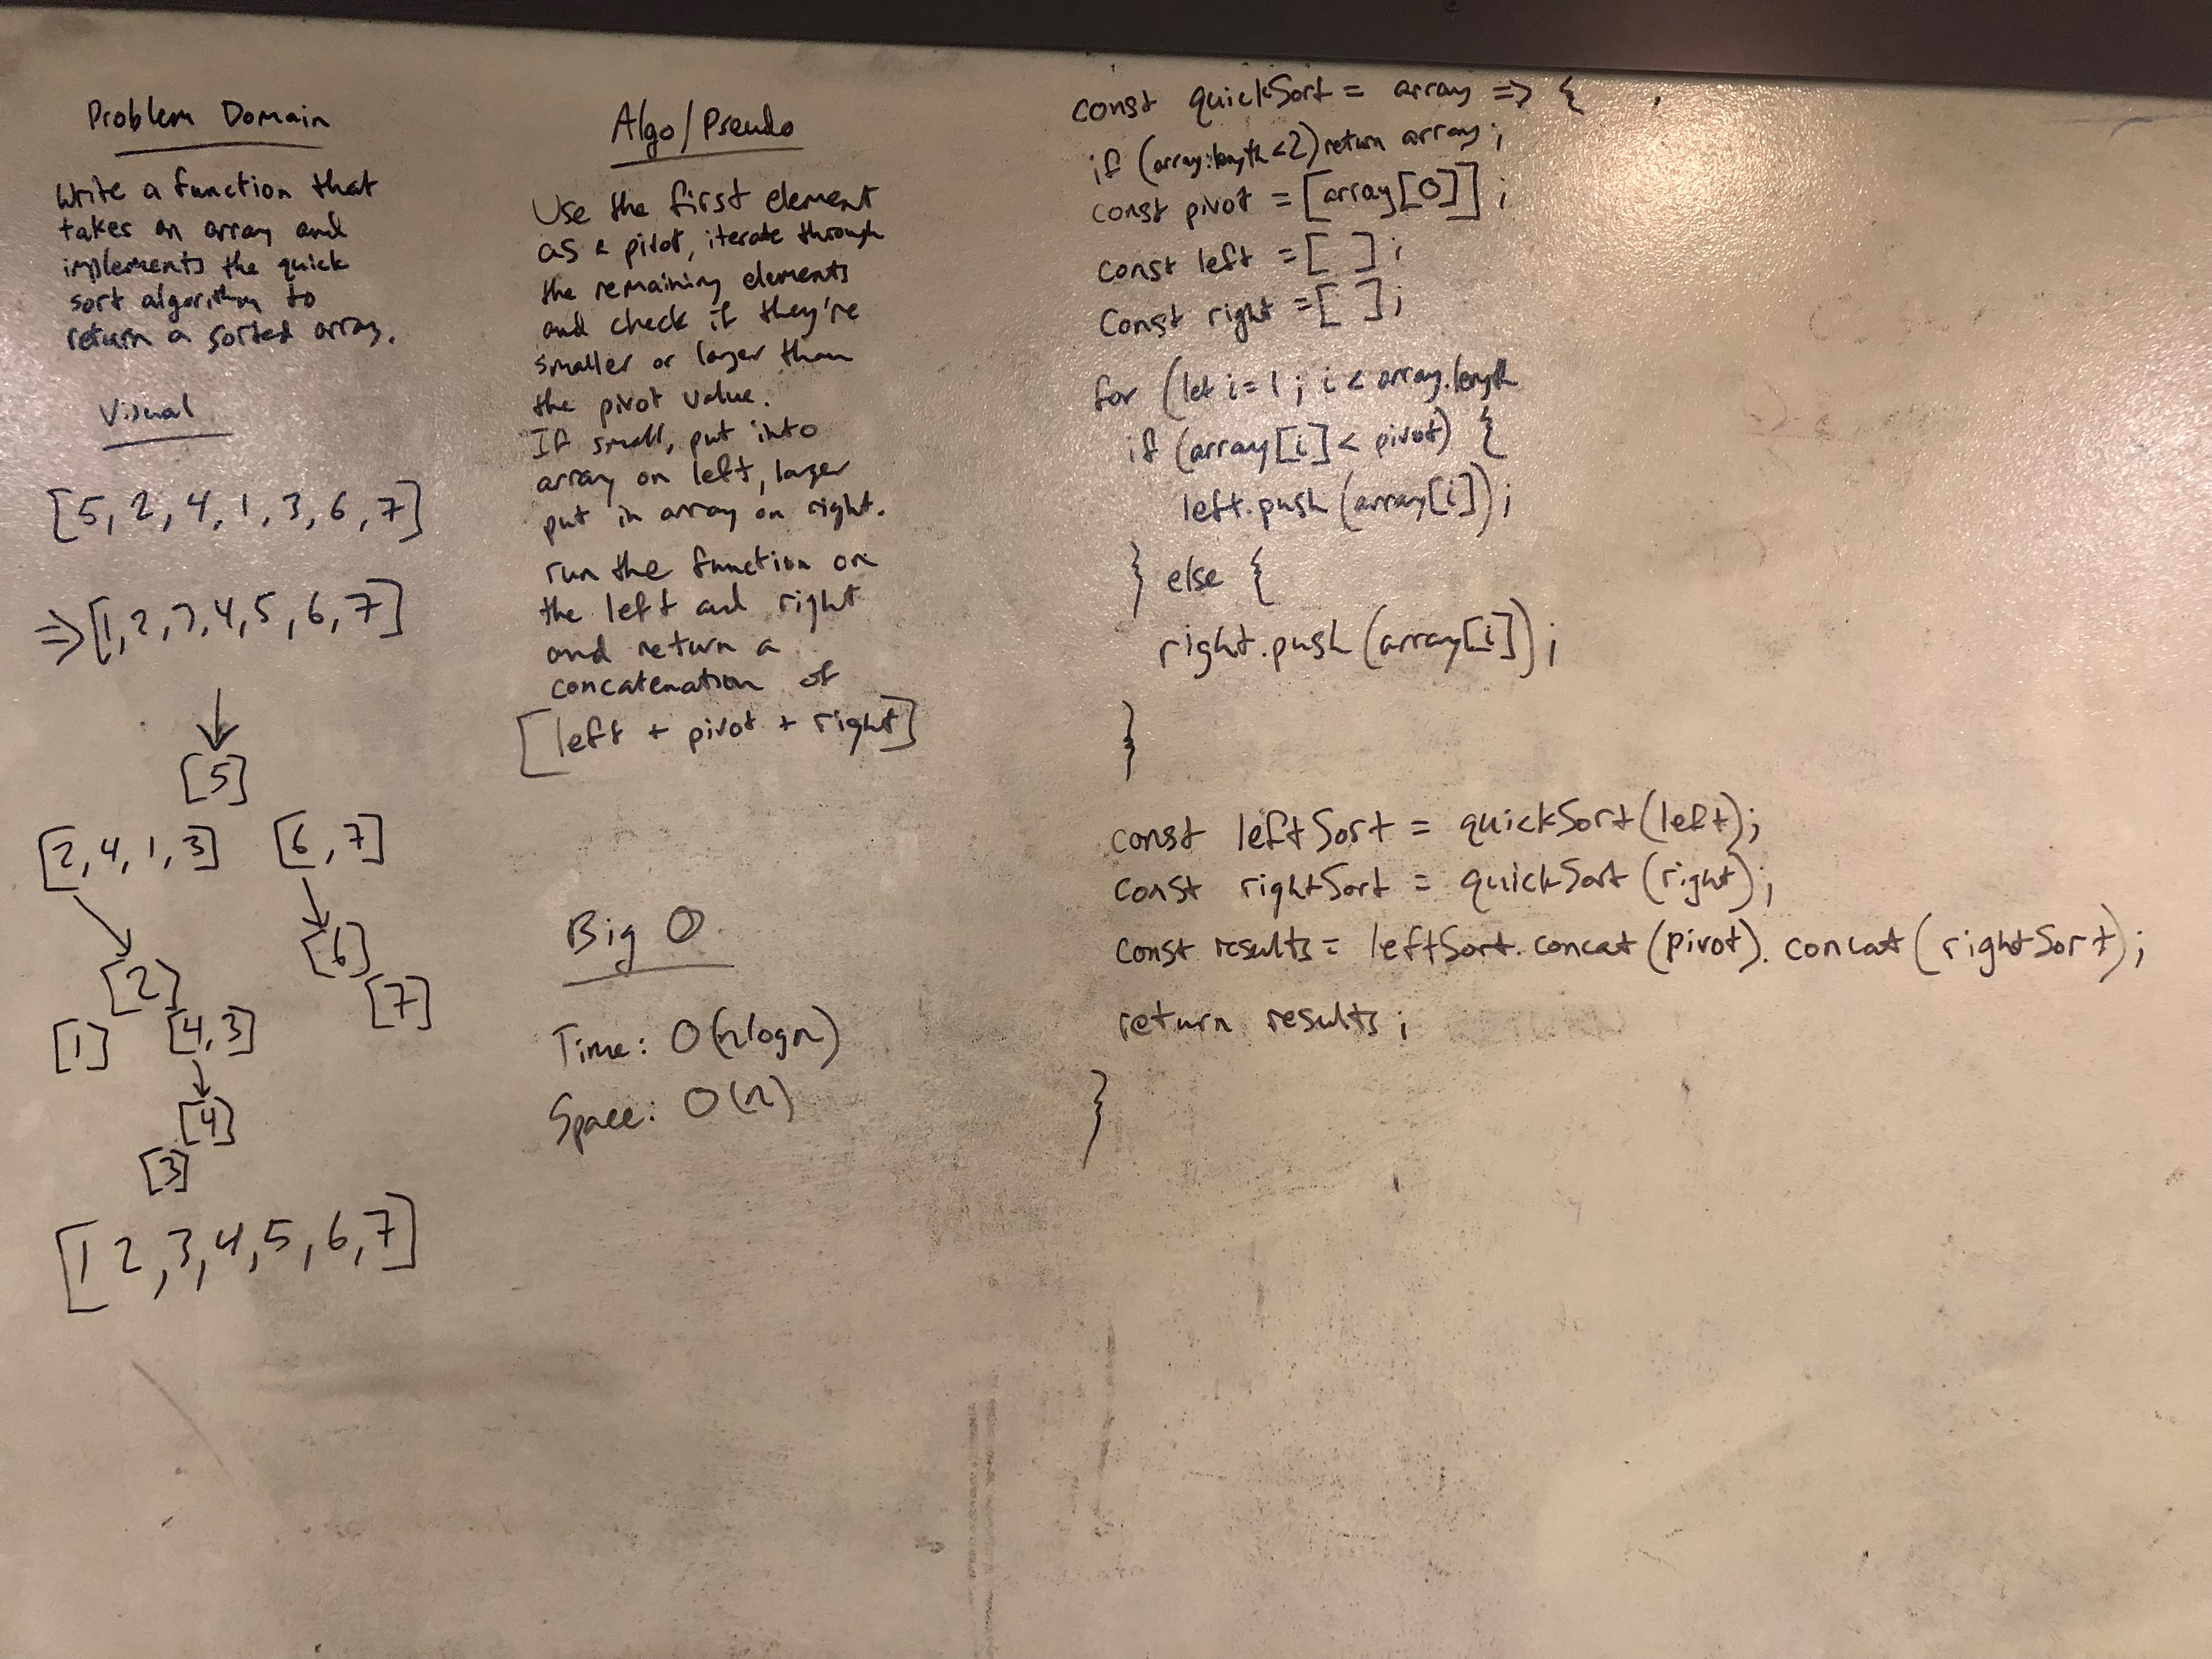 Problem Domain
Write a function that
takes an array and
implements the quick
sort algorithm to
return a sorted array.
Visual
[5, 2, 4, 1, 3, 6, 7]
=>[1, 2, 3, 4, 5, 6, 7]
[5]
[2, 4, 1, 3] [6, 7]
[2] [6]
[1] [4, 3] [7]
[4]
[3]
[1 2, 3, 4, 5, 6, 7]
Algo/Pseudo
Use the first element
as a pivot, iterate through
the remaining elements
and check if they're
smaller or larger than
the pivot value.
If small, put into
array on left, larger
put in array on right.
run the function on
the left and right
and return a
concatenation of
[left + pivot + right]
Big O
Time: O(nlogn)
Space: O(n)
const quickSort = array => {
if (array.length <2) return array;
const pivot = [array[0]];
const left = [ ];
const right = [ ];
for (let i = 1; i < array.length
if (array[i] < pivot) {
left.push(array[i]);
} else {
right.push(array[i]);
}
const leftSort = quickSort(left);
const rightSort = quickSort(right);
const results = leftSort.concat(pivot).concat(rightSort);
return results;
}